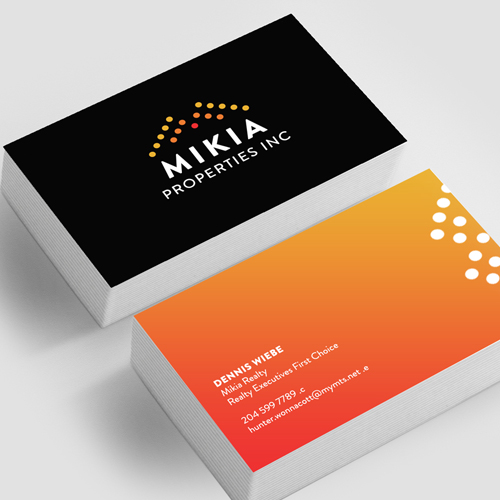 MIKIA
PROPERTIES INC
DENNIS WIEBE
Mikia Realty
Realty Executives First Choice
204 599 7789 .c
hunter.wonnacott@mymts.net .e